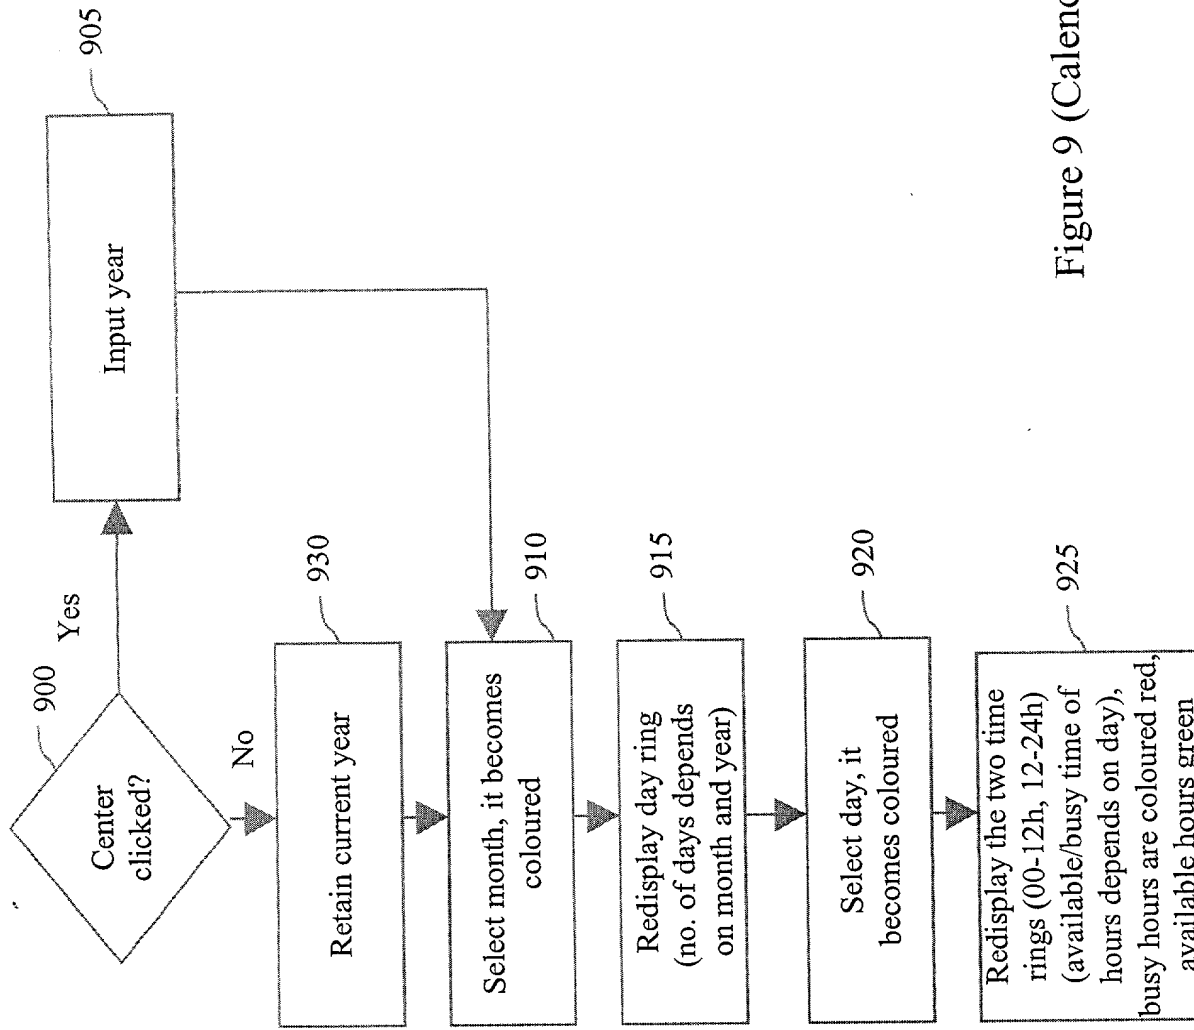 900
Center
clicked?
Yes
905
Input year
No
930
Retain current year
910
Select month, it becomes
coloured
915
Redisplay day ring
(no. of days depends
on month and year)
920
Select day, it
becomes coloured
925
Redisplay the two time
rings (00-12h, 12-24h)
(available/busy time of
hours depends on day),
busy hours are coloured red,
available hours green
Figure 9 (Calend